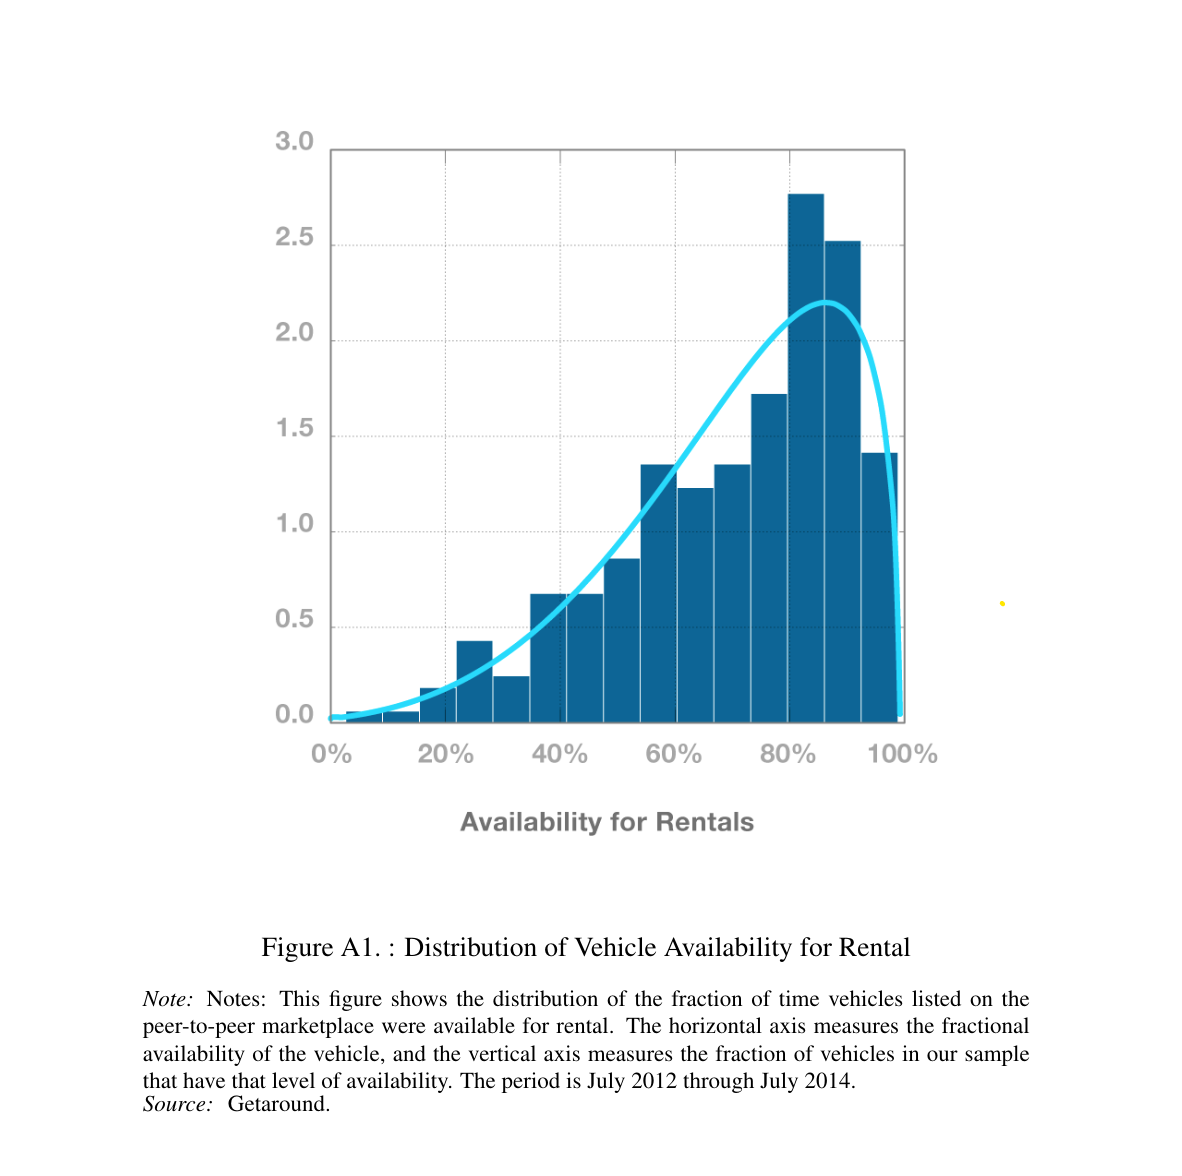 3.0
2.5
2.0
1.5
1.0
0.5
0.0
0% 20% 40% 60% 80% 100%
Availability for Rentals
Figure A1. : Distribution of Vehicle Availability for Rental
Note: Notes: This figure shows the distribution of the fraction of time vehicles listed on the
peer-to-peer marketplace were available for rental. The horizontal axis measures the fractional
availability of the vehicle, and the vertical axis measures the fraction of vehicles in our sample
that have that level of availability. The period is July 2012 through July 2014.
Source: Getaround.